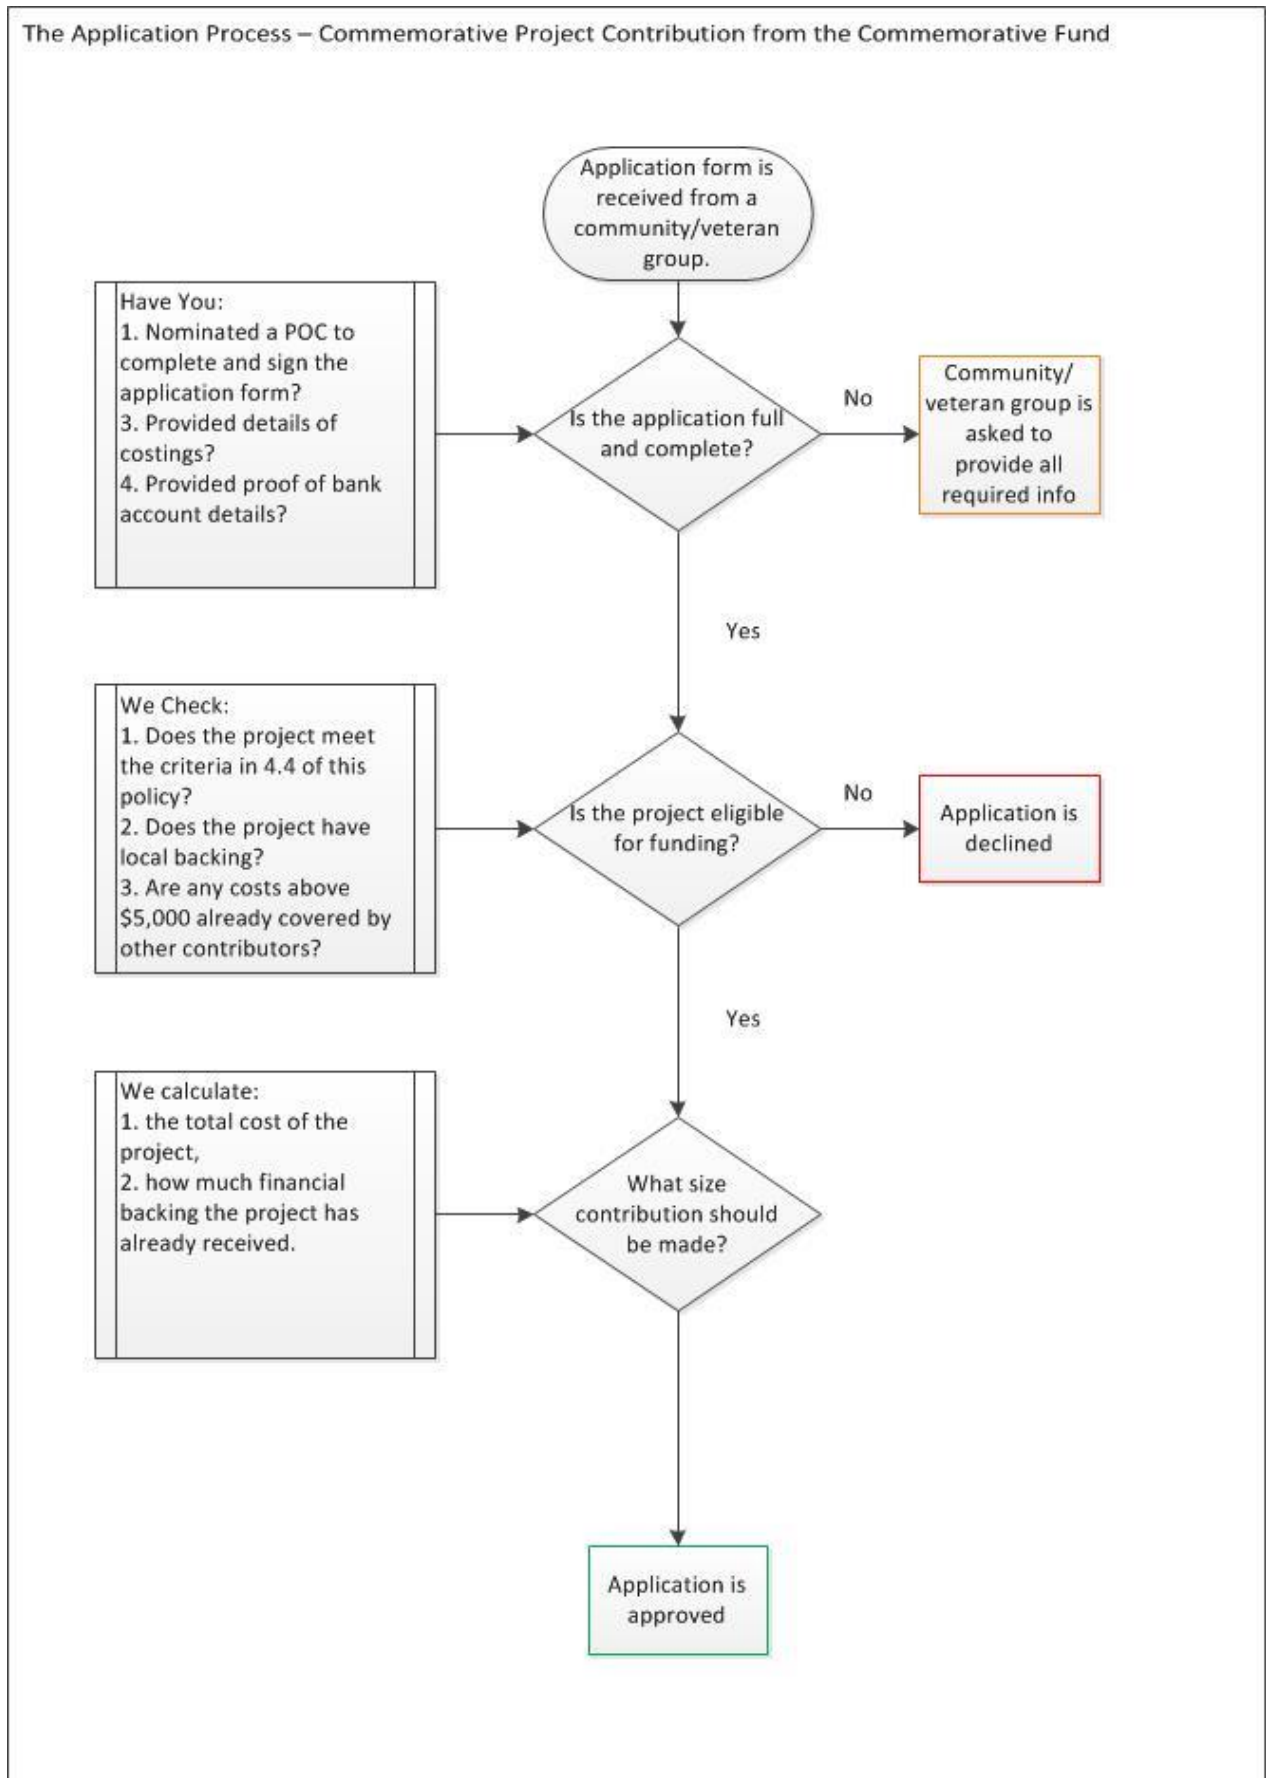 The Application Process – Commemorative Project Contribution from the Commemorative Fund
Application form is
received from a
community/veteran
group.
Have You:
1. Nominated a POC to
complete and sign the
application form?
3. Provided details of
costings?
4. Provided proof of bank
account details?
Is the application full
and complete?
No
Community/
veteran group is
asked to
provide all
required info
Yes
We Check:
1. Does the project meet
the criteria in 4.4 of this
policy?
2. Does the project have
local backing?
3. Are any costs above
$5,000 already covered by
other contributors?
Is the project eligible
for funding?
No
Application is
declined
Yes
We calculate:
1. the total cost of the
project,
2. how much financial
backing the project has
already received.
What size
contribution should
be made?
Application is
approved